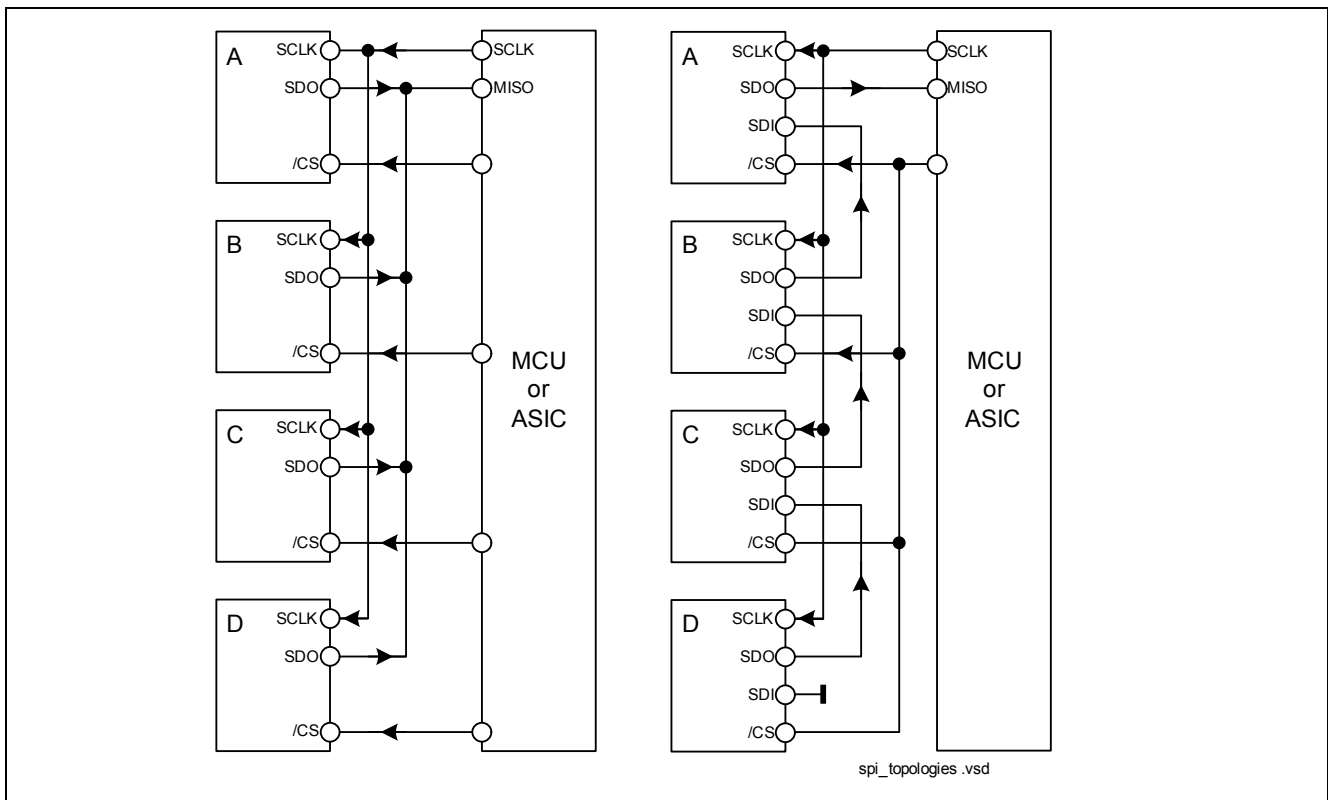 A
SCLK
SDO
/CS
B
SCLK
SDO
/CS
C
SCLK
SDO
/CS
D
SCLK
SDO
/CS
SCLK
MISO
MCU
or
ASIC
A
SCLK
SDO
SDI
/CS
B
SCLK
SDO
SDI
/CS
C
SCLK
SDO
SDI
/CS
D
SCLK
SDO
SDI
/CS
SCLK
MISO
MCU
or
ASIC
spi_topologies .vsd